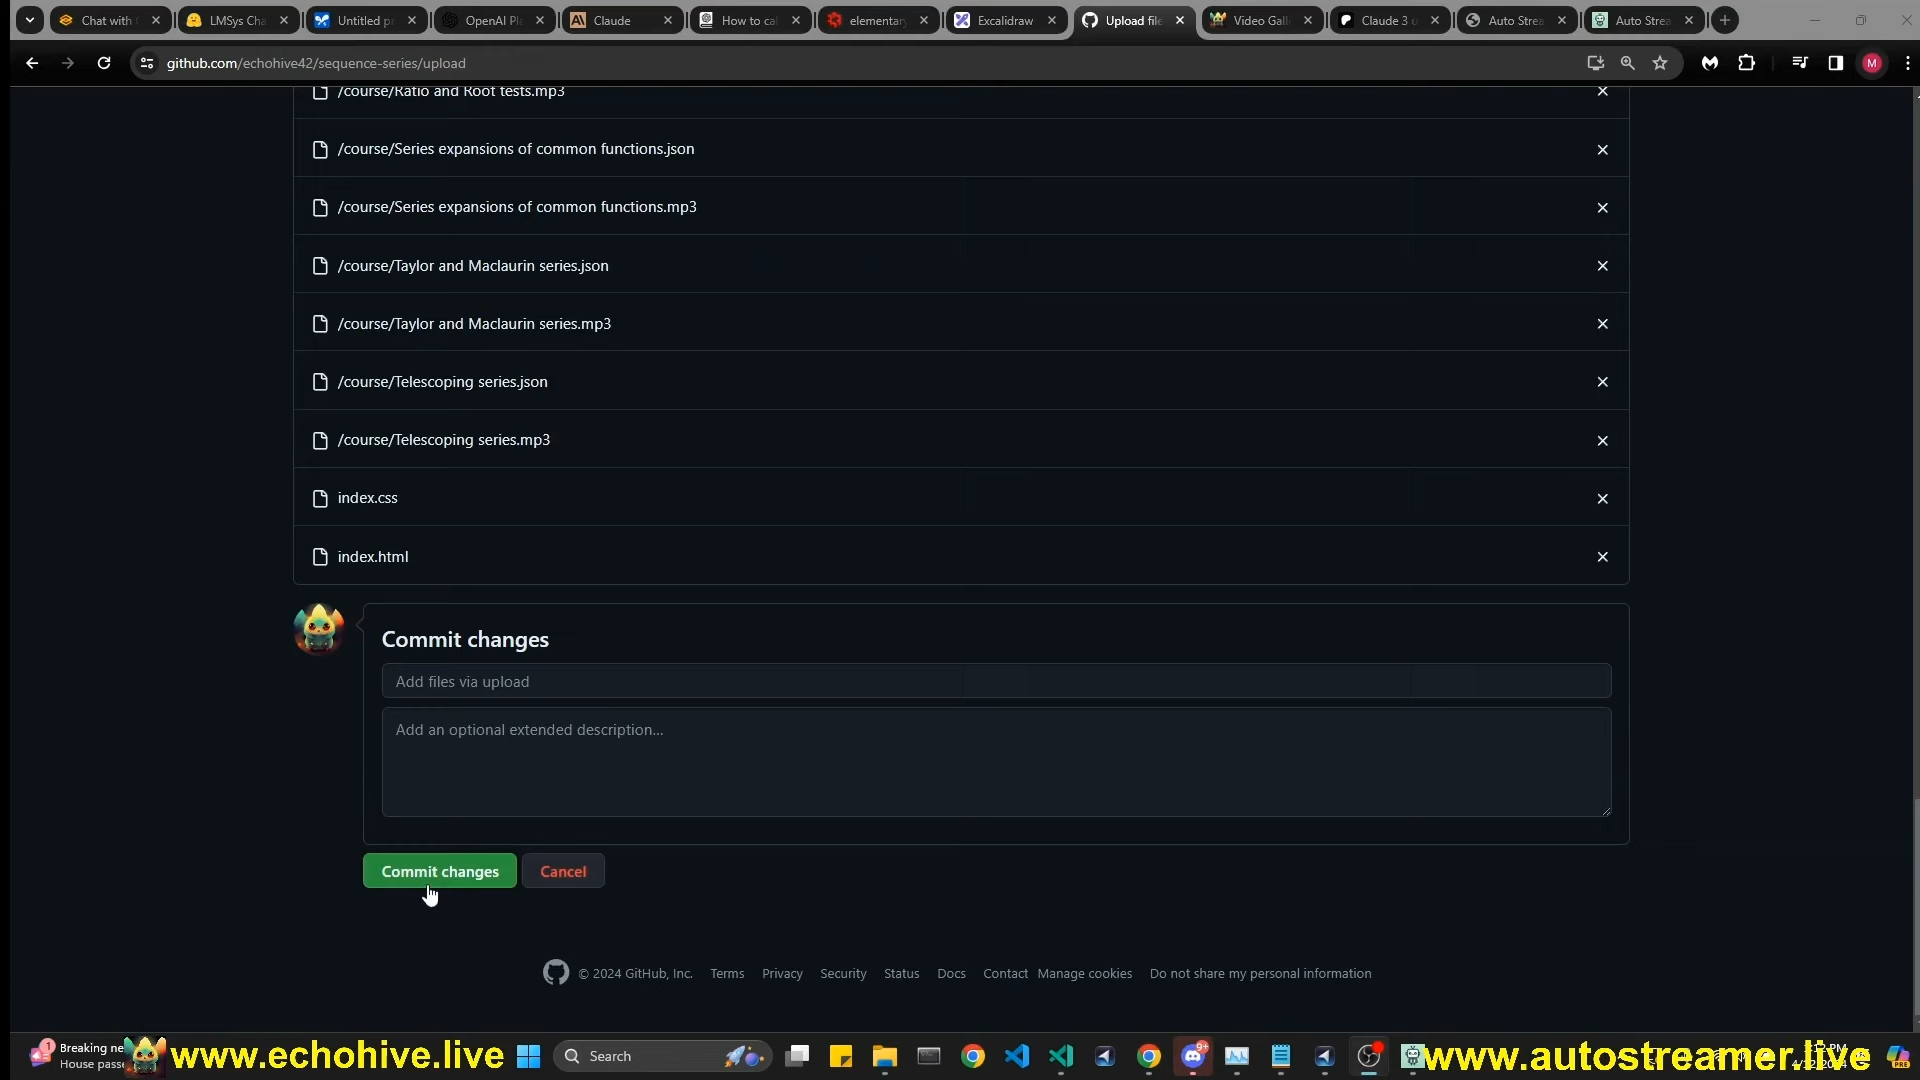 Chat with
LMSys Cha
Untitled p
OpenAI Pla
Claude
How to cal
elementary
Excalidraw
Upload file
Video Gall
Claude 3 u
Auto Strea
Auto Strea
github.com/echohive42/sequence-series/upload
M
/course/Ratio and Root tests.mp3
/course/Series expansions of common functions.json
/course/Series expansions of common functions.mp3
/course/Taylor and Maclaurin series.json
/course/Taylor and Maclaurin series.mp3
/course/Telescoping series.json
/course/Telescoping series.mp3
index.css
index.html
Commit changes
Add files via upload
Add an optional extended description...
Commit changes
Cancel
© 2024 GitHub, Inc. Terms Privacy Security Status Docs Contact Manage cookies Do not share my personal information
1
Breaking ne
House passe
www.echohive.live
Search
9+
www.autostreamer.live
PRE